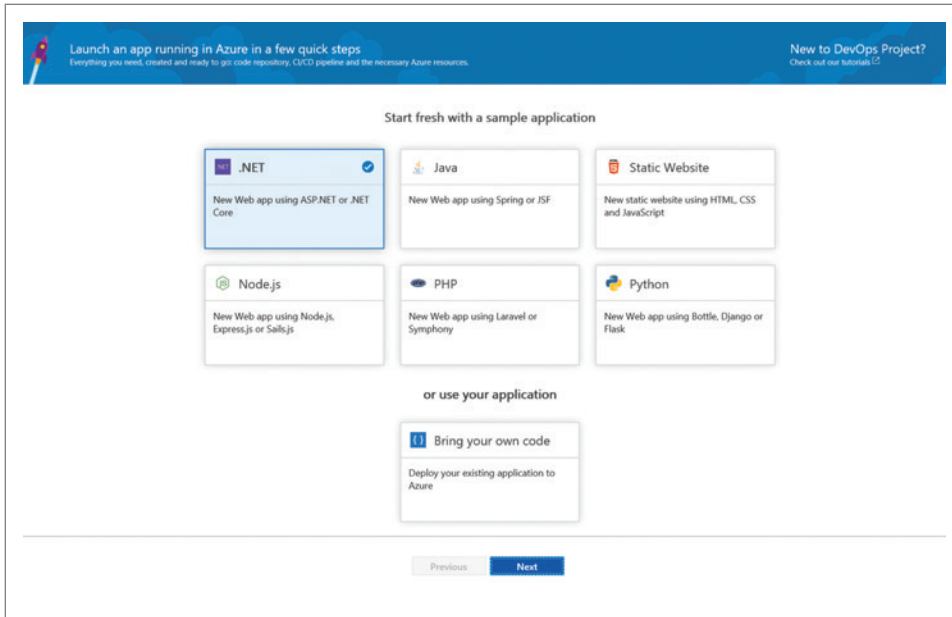 Launch an app running in Azure in a few quick steps
Everything you need, created and ready to go: code repository, CI/CD pipeline and the necessary Azure resources.
New to DevOps Project?
Check out our tutorials
Start fresh with a sample application
.NET
New Web app using ASP.NET or .NET
Core
Java
New Web app using Spring or JSF
Static Website
New static website using HTML, CSS
and JavaScript
Node.js
New Web app using Node.js,
Express.js or Sails.js
PHP
New Web app using Laravel or
Symphony
Python
New Web app using Bottle, Django or
Flask
or use your application
Bring your own code
Deploy your existing application to
Azure
Previous
Next